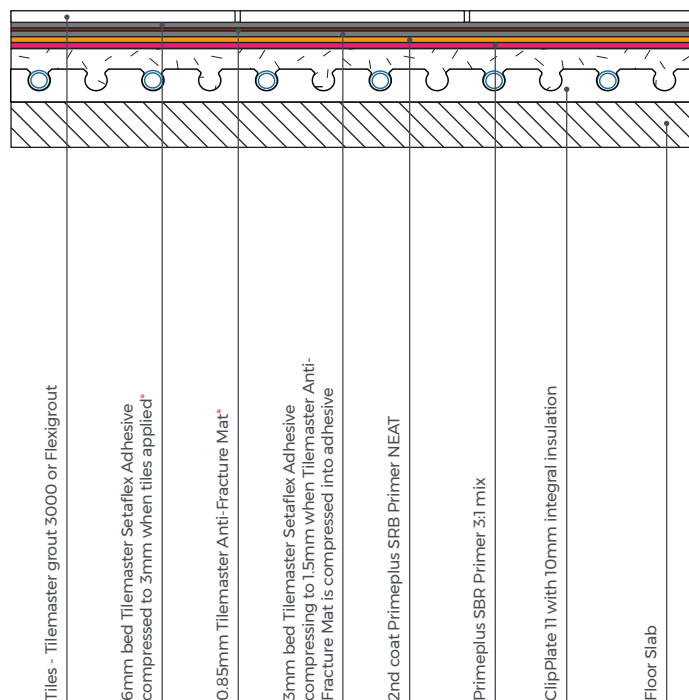 Tiles - Tilemaster grout 3000 or Flexigrout
6mm bed Tilemaster Setaflex Adhesive
compressed to 3mm when tiles applied*
0.85mm Tilemaster Anti-Fracture Mat*
3mm bed Tilemaster Setaflex Adhesive
compressing to 1.5mm when Tilemaster Anti-
Fracture Mat is compressed into adhesive
2nd coat Primeplus SRB Primer NEAT
Primeplus SBR Primer 3:1 mix
ClipPlate 11 with 10mm integral insulation
Floor Slab